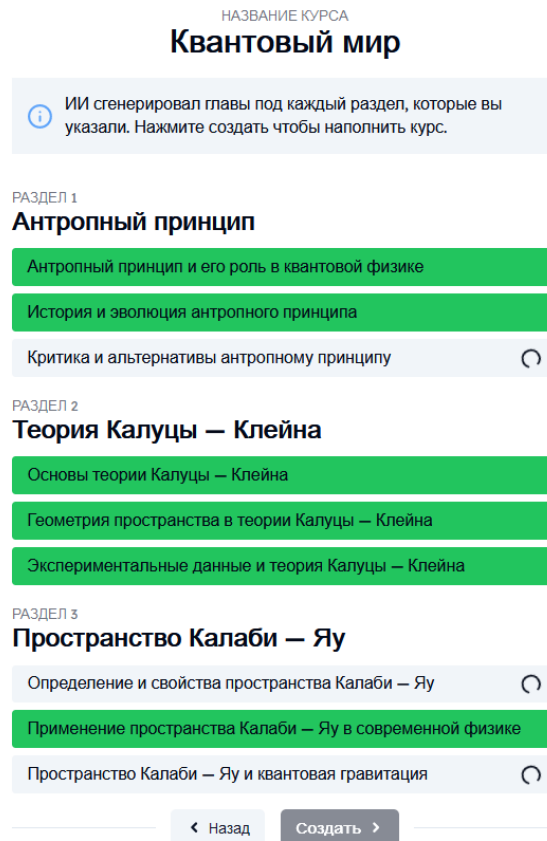 НАЗВАНИЕ КУРСА
Квантовый мир
ИИ сгенерировал главы под каждый раздел, которые вы
указали. Нажмите создать чтобы наполнить курс.
РАЗДЕЛ 1
Антропный принцип
Антропный принцип и его роль в квантовой физике
История и эволюция антропного принципа
Критика и альтернативы антропному принципу
РАЗДЕЛ 2
Теория Калуцы — Клейна
Основы теории Калуцы — Клейна
Геометрия пространства в теории Калуцы — Клейна
Экспериментальные данные и теория Калуцы — Клейна
РАЗДЕЛ 3
Пространство Калаби — Яу
Определение и свойства пространства Калаби — Яу
Применение пространства Калаби — Яу в современной физике
Пространство Калаби — Яу и квантовая гравитация
Назад Создать